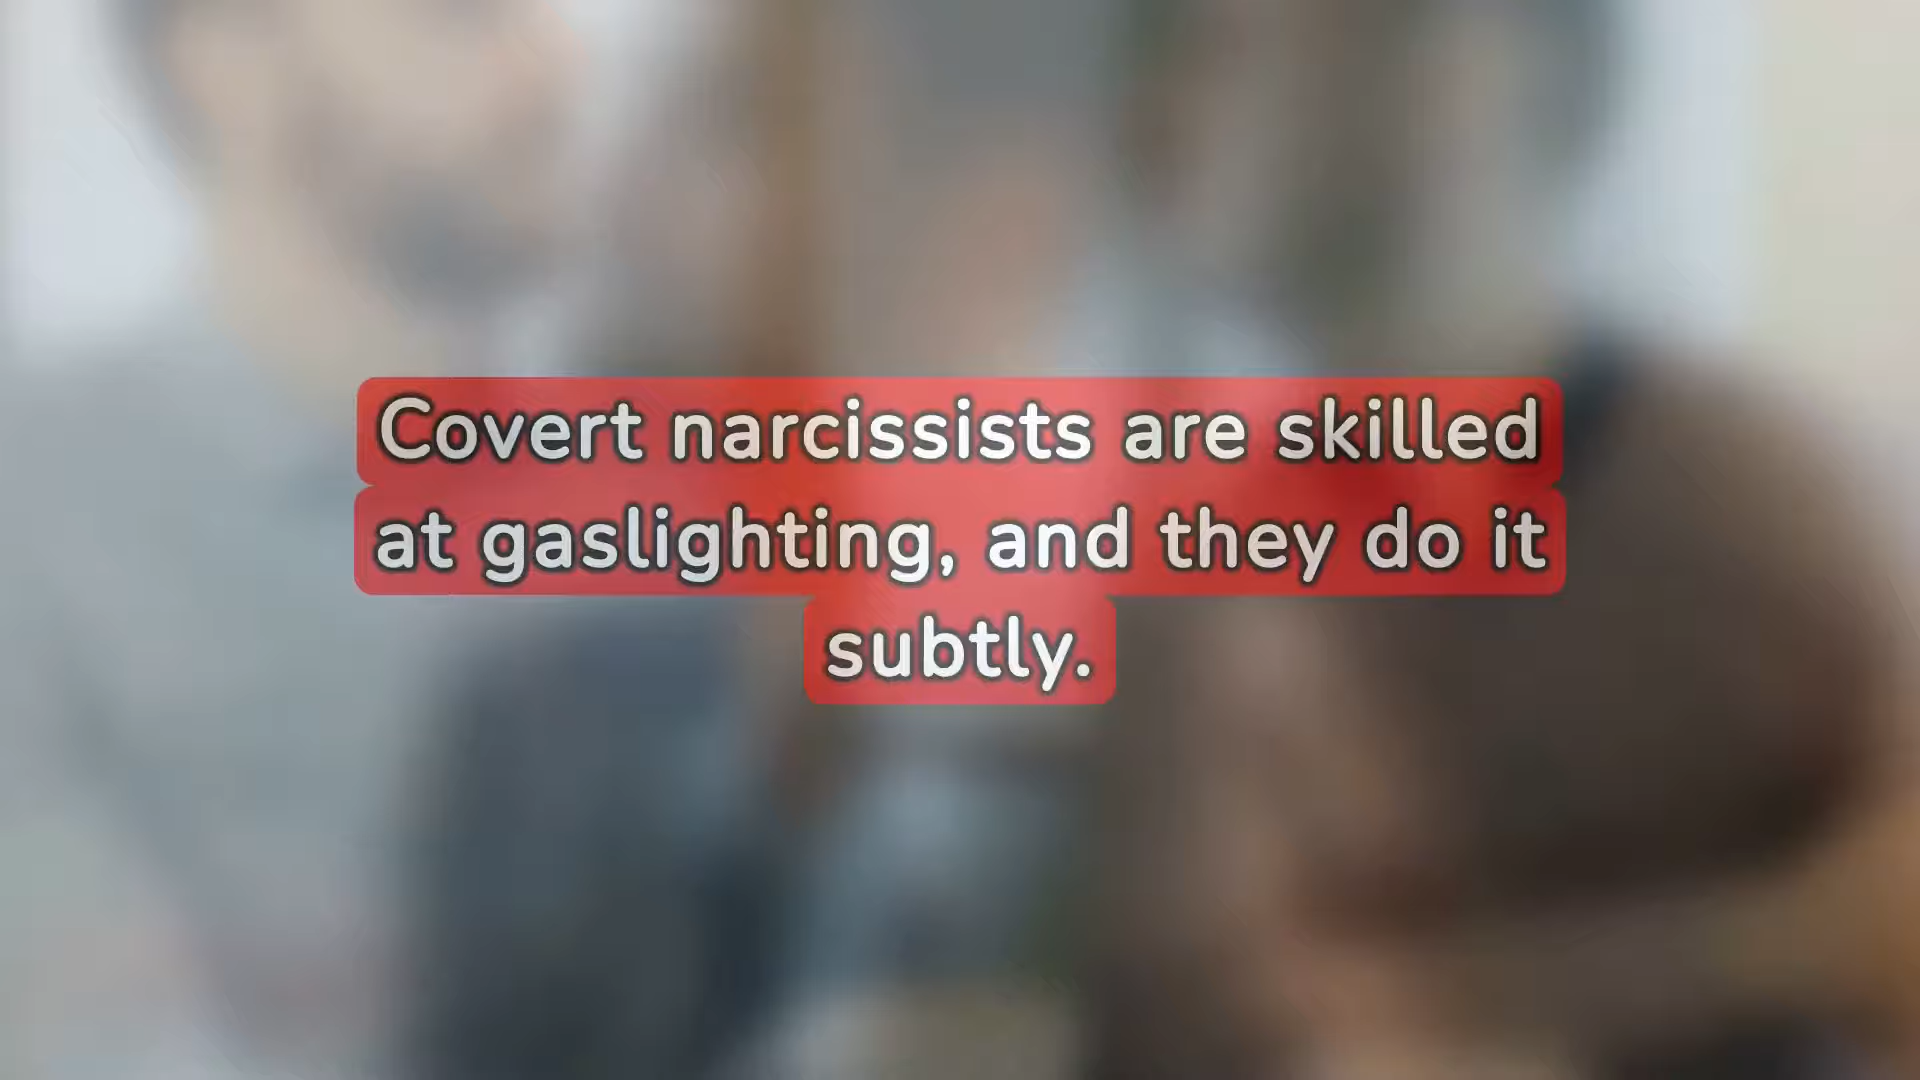 Covert narcissists are skilled
at gaslighting, and they do it
subtly.